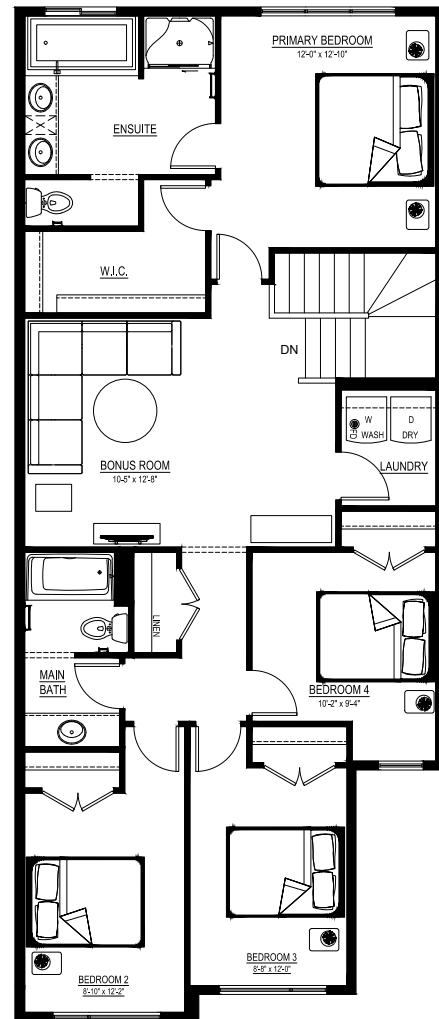 PRIMARY BEDROOM
12'-0" x 12'-10"
ENSUITE
W.I.C.
DN
W
WASH
D
DRY
FD
LAUNDRY
BONUS ROOM
10-5" x 12'-8"
LINEN
MAIN
BATH
BEDROOM 4
10'-2" x 9'-4"
BEDROOM 3
8'-8" x 12'-0"
BEDROOM 2
8'-10" x 12'-2"